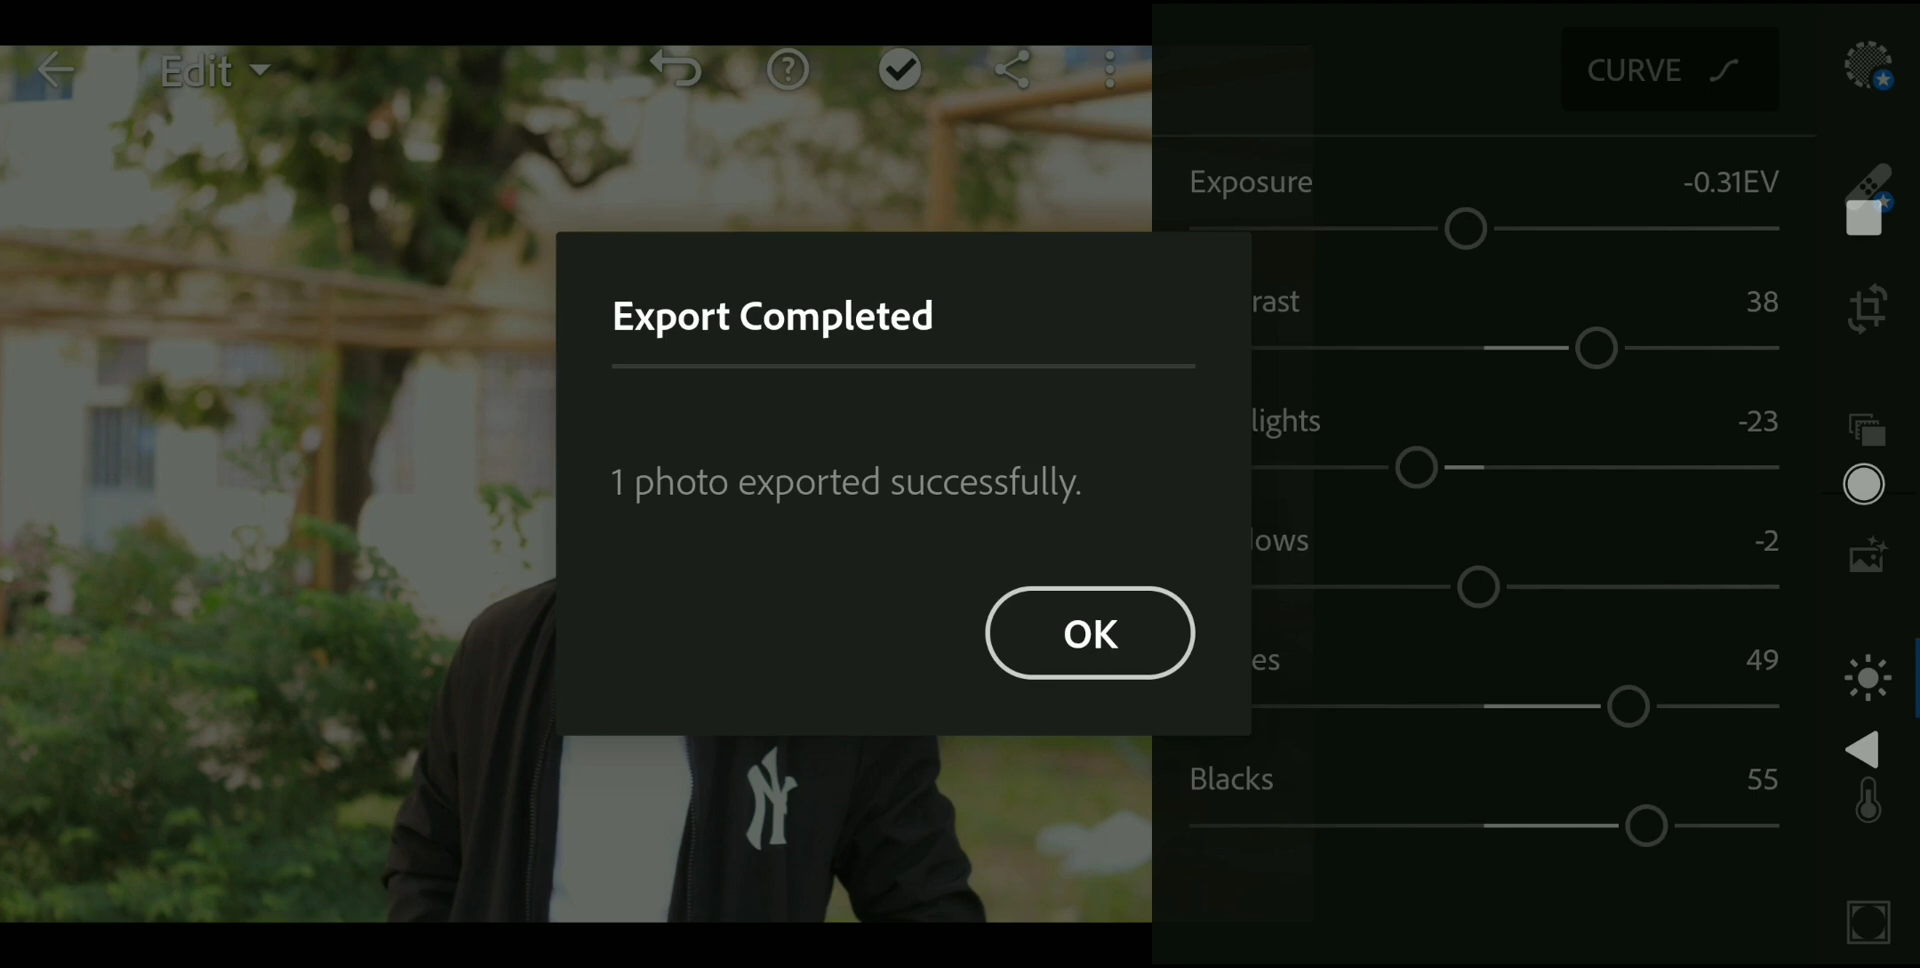 Edit
CURVE
Exposure -0.31EV
rast 38
lights -23
dows -2
es 49
Blacks 55
Export Completed
1 photo exported successfully.
OK
NY